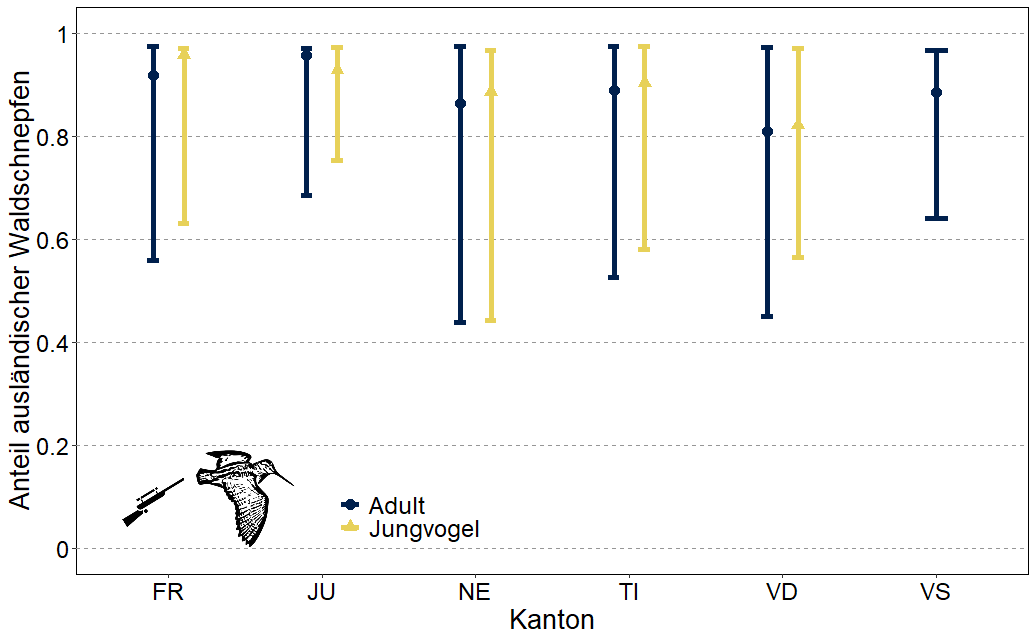 Anteil ausländischer Waldschnepfen
1
0.8
0.6
0.4
0.2
0
Adult
Jungvogel
FR JU NE TI VD VS
Kanton